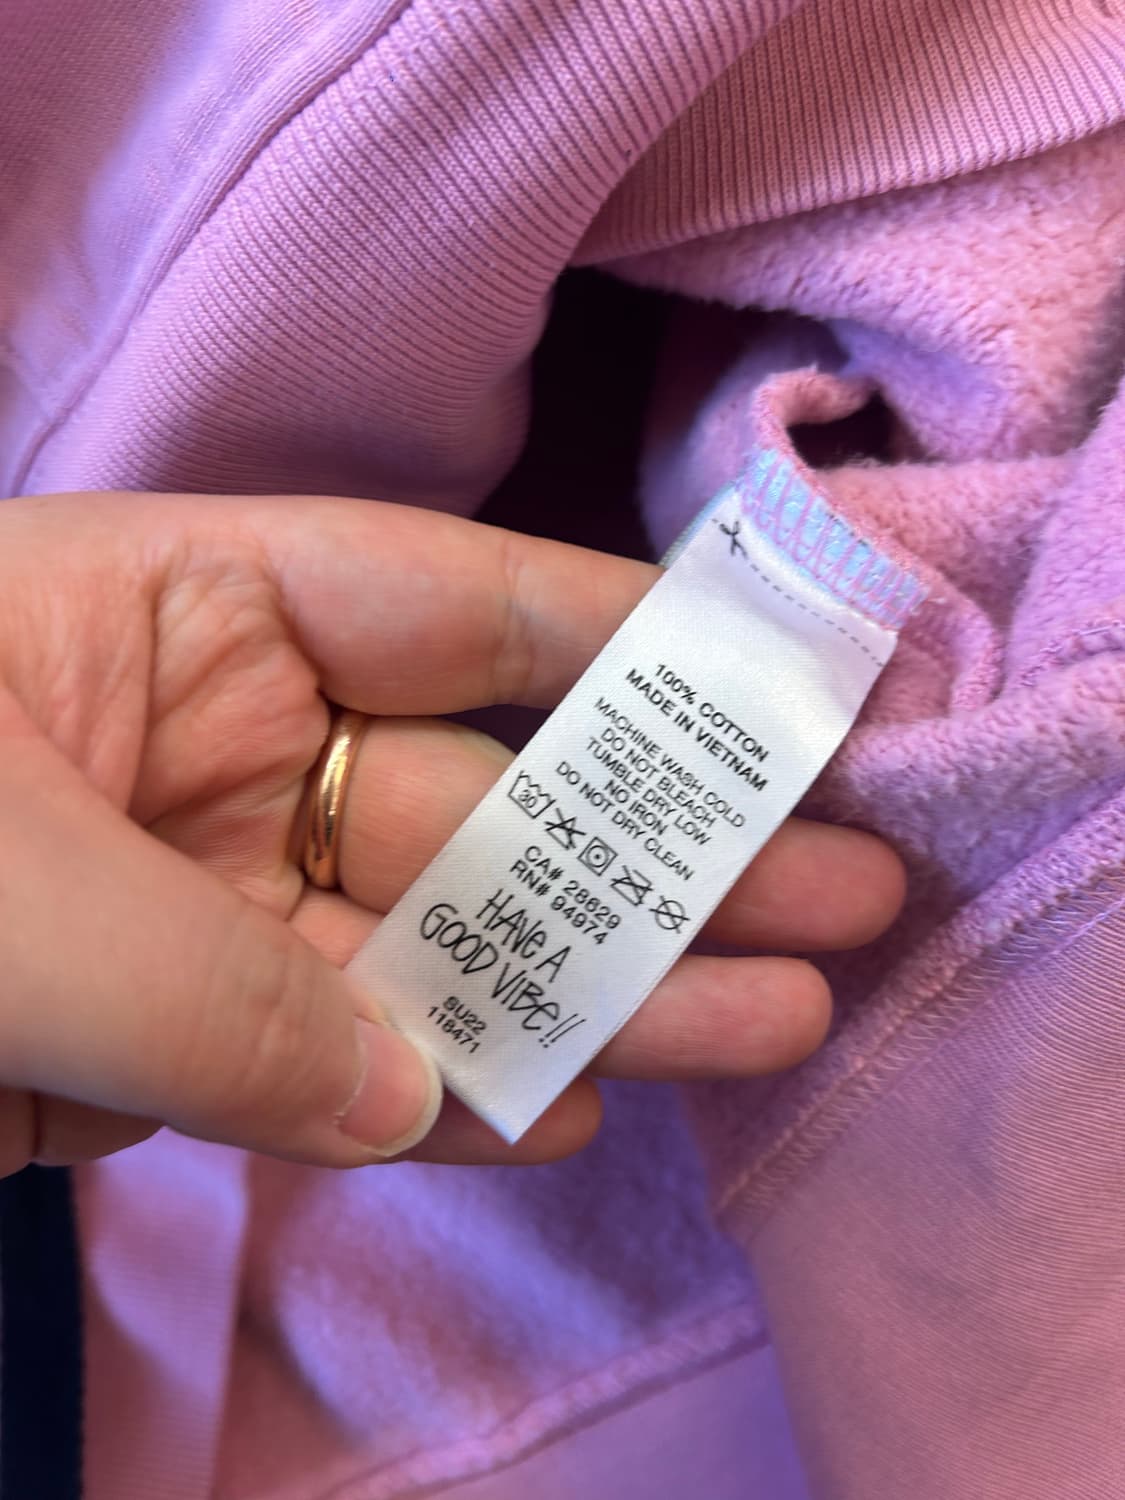 100% COTTON
MADE IN VIETNAM
MACHINE WASH COLD
DO NOT BLEACH
TUMBLE DRY LOW
NO IRON
DO NOT DRY CLEAN
30
CA# 28629
RN# 94974
HAVE A
GOOD VIBE!!
SU22
118471